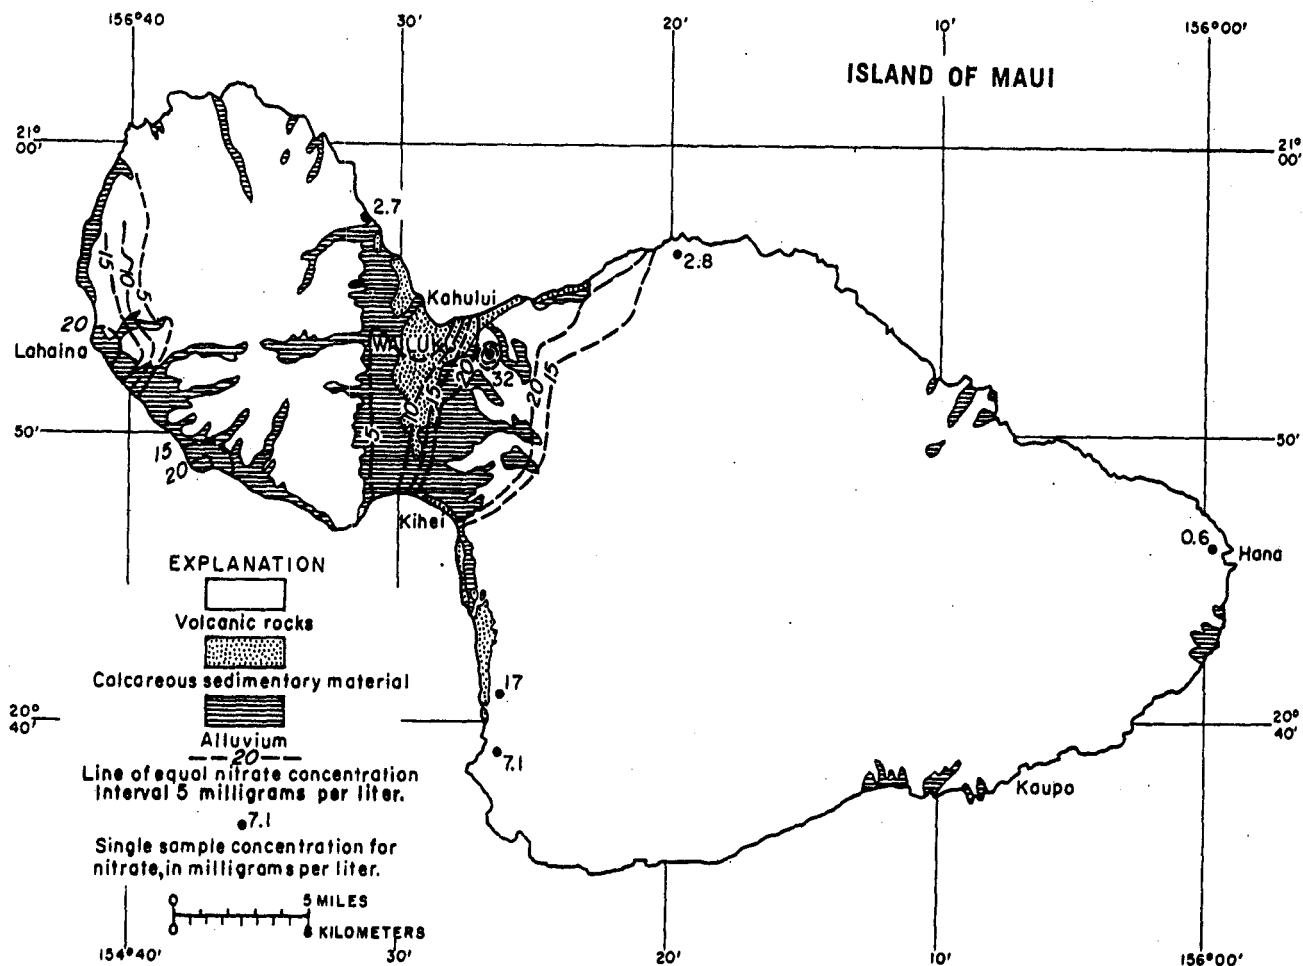 156°40
30'
20'
10'
156°00'
ISLAND OF MAUI
21°
00'
21°
00'
2.7
2.8
15
10
5
Kahului
20
Lahaina
WAILUKU
20
32
20
15
15
10
5
50'
50'
15
20
Kihei
0.6
Hana
EXPLANATION
Volcanic rocks
Calcareous sedimentary material
17
20°
40'
20°
40'
Alluvium
20
7.1
Line of equal nitrate concentration
Interval 5 milligrams per liter.
Kaupo
7.1
Single sample concentration for
nitrate, in milligrams per liter.
0 5 MILES
0 8 KILOMETERS
154°40'
30'
20'
10'
156°00'